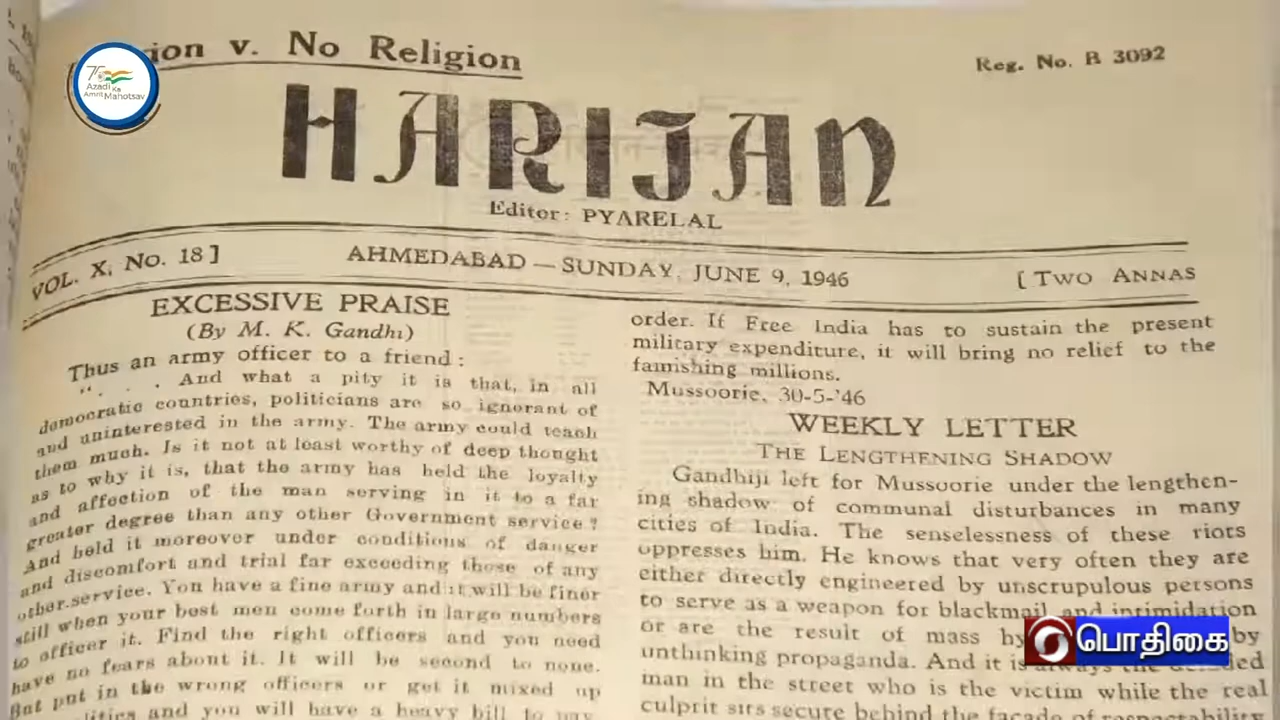 ion v. No Religion
Reg. No. B 3092
75
Azadi Ka
Amrit Mahotsav
HARIJAN
Editor: PYARELAL
VOL. X, No. 18 ]
AHMEDABAD — SUNDAY, JUNE 9, 1946
[ TWO ANNAS
EXCESSIVE PRAISE
(By M. K. Gandhi)
Thus an army officer to a friend :
". . . And what a pity it is that, in all
democratic countries, politicians are so ignorant of
and uninterested in the army. The army could teach
them much. Is it not at least worthy of deep thought
as to why it is, that the army has held the loyalty
and affection of the man serving in it to a far
greater degree than any other Government service ?
And held it moreover under conditions of danger
and discomfort and trial far exceeding those of any
other service. You have a fine army and it will be finer
still when your best men come forth in large numbers
to officer it. Find the right officers and you need
have no fears about it. It will be second to none.
But put in the wrong officers or get it mixed up
and you will have a heavy bill to pay.
order. If Free India has to sustain the present
military expenditure, it will bring no relief to the
famishing millions.
Mussoorie, 30-5-'46
WEEKLY LETTER
THE LENGTHENING SHADOW
Gandhiji left for Mussoorie under the lengthen-
ing shadow of communal disturbances in many
cities of India. The senselessness of these riots
oppresses him. He knows that very often they are
either directly engineered by unscrupulous persons
to serve as a weapon for blackmail and intimidation
or are the result of mass by
unthinking propaganda. And it is always the
man in the street who is the victim while the real
culprit sits secure behind the facade of respectability
பொதிகை